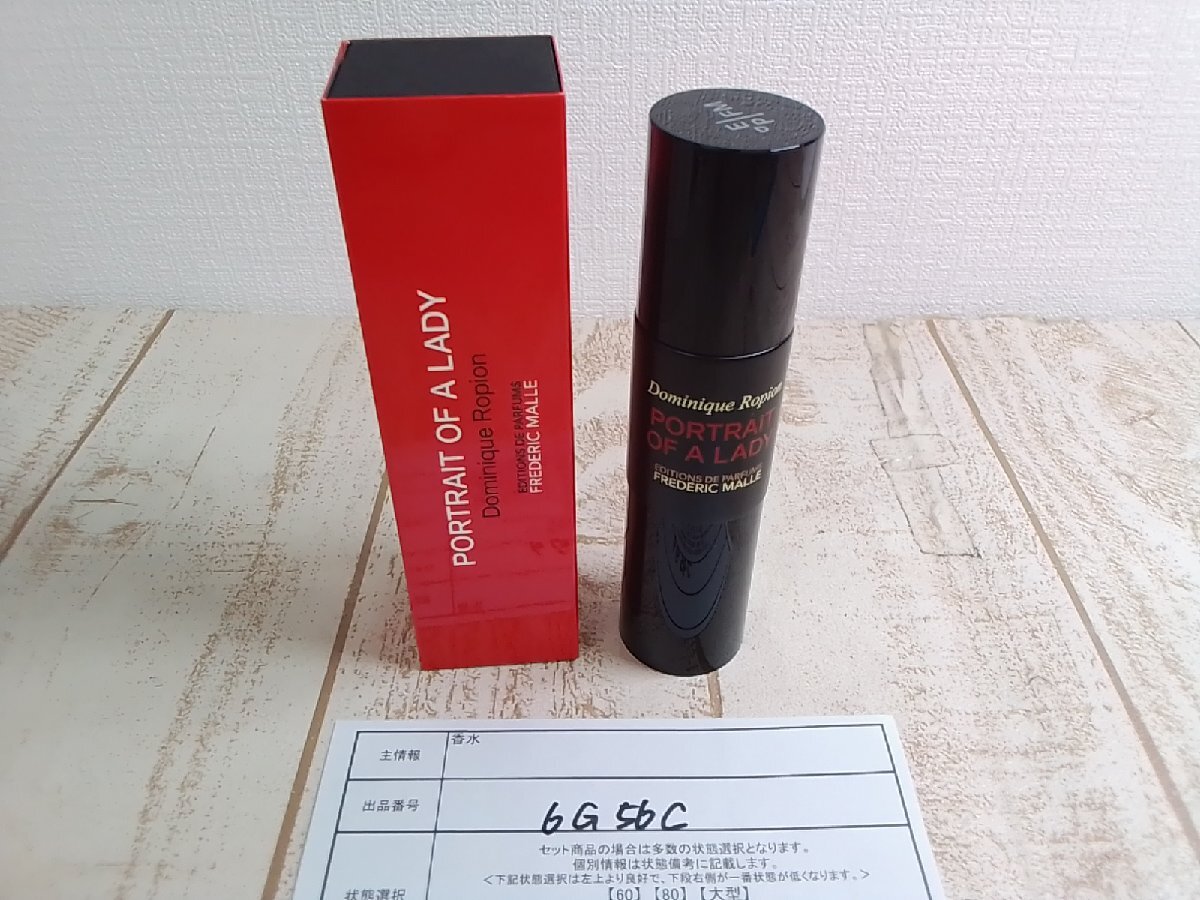 PORTRAIT OF A LADY
Dominique Ropion
EDITIONS DE PARFUMS
FREDERIC MALLE
E/FM
Dominique Ropion
PORTRAIT
OF A LADY
EDITIONS DE PARFUMS
FREDERIC MALLE
主情報
香水
出品番号
6G56C
セット商品の場合は多数の状態選択となります。
個別情報は状態備考に記載します。
<下記状態選択は左上より良好で、下段右側が一番状態が低くなります。>
状態選択
【60】【80】【大型】